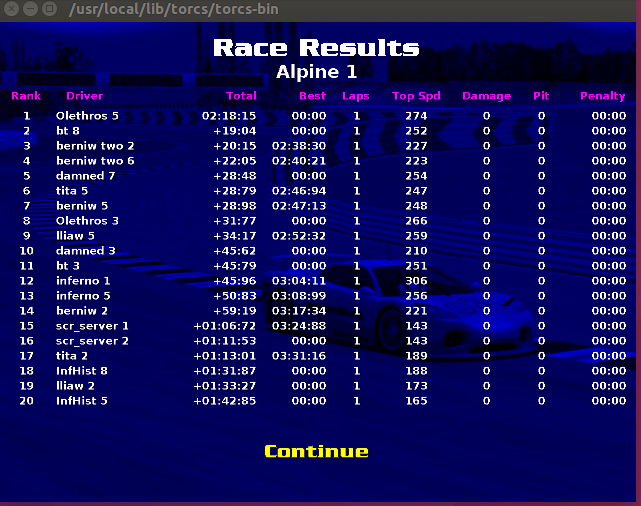 /usr/local/lib/torcs/torcs-bin
Race Results
Alpine 1
Rank Driver Total Best Laps Top Spd Damage Pit Penalty
1 Olethros 5 02:18:15 00:00 1 274 0 0 00:00
2 bt 8 +19:04 00:00 1 252 0 0 00:00
3 berniw two 2 +20:15 02:38:30 1 227 0 0 00:00
4 berniw two 6 +22:05 02:40:21 1 223 0 0 00:00
5 damned 7 +28:48 00:00 1 254 0 0 00:00
6 tita 5 +28:79 02:46:94 1 247 0 0 00:00
7 berniw 5 +28:98 02:47:13 1 248 0 0 00:00
8 Olethros 3 +31:77 00:00 1 266 0 0 00:00
9 lliaw 5 +34:17 02:52:32 1 259 0 0 00:00
10 damned 3 +45:62 00:00 1 210 0 0 00:00
11 bt 3 +45:79 00:00 1 251 0 0 00:00
12 inferno 1 +45:96 03:04:11 1 306 0 0 00:00
13 inferno 5 +50:83 03:08:99 1 256 0 0 00:00
14 berniw 2 +59:19 03:17:34 1 221 0 0 00:00
15 scr_server 1 +01:06:72 03:24:88 1 143 0 0 00:00
16 scr_server 2 +01:11:53 00:00 1 143 0 0 00:00
17 tita 2 +01:13:01 03:31:16 1 189 0 0 00:00
18 InfHist 8 +01:31:87 00:00 1 188 0 0 00:00
19 lliaw 2 +01:33:27 00:00 1 173 0 0 00:00
20 InfHist 5 +01:42:85 00:00 1 165 0 0 00:00
Continue